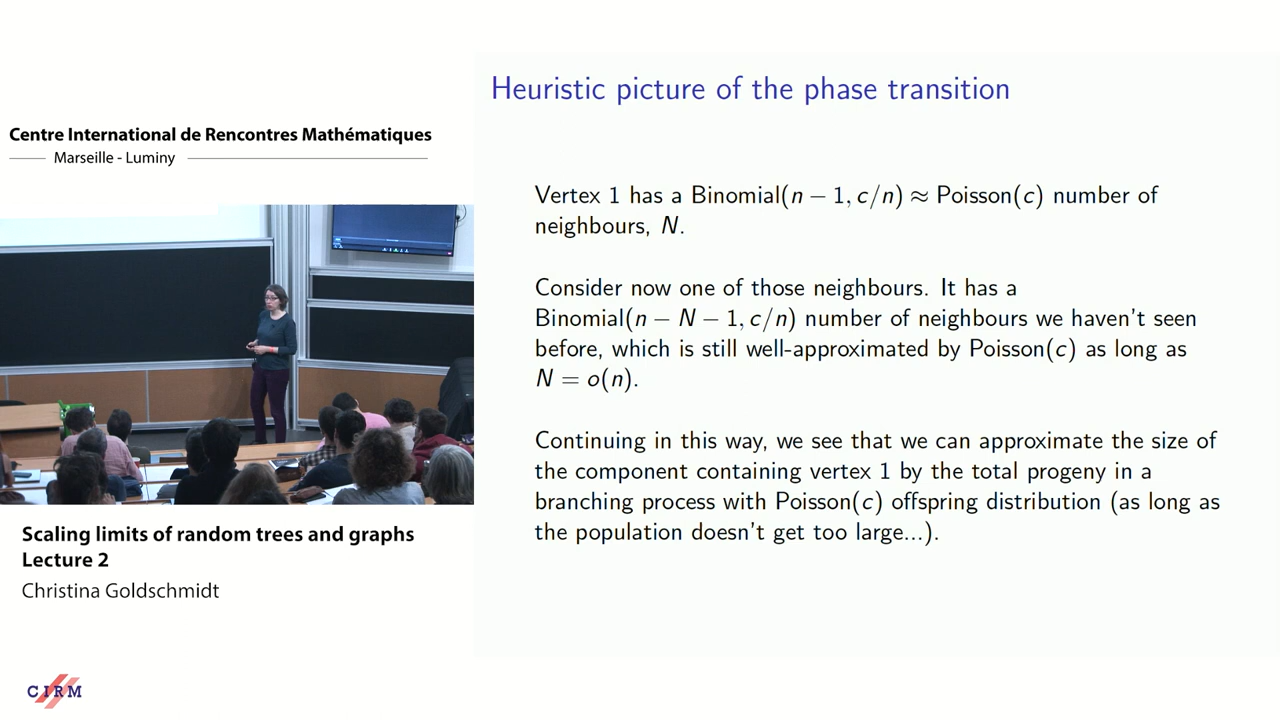 Centre International de Rencontres Mathématiques
Marseille - Luminy
Scaling limits of random trees and graphs
Lecture 2
Christina Goldschmidt
CIRM
Heuristic picture of the phase transition
Vertex 1 has a Binomial(n − 1, c/n) ≈ Poisson(c) number of
neighbours, N.
Consider now one of those neighbours. It has a
Binomial(n − N − 1, c/n) number of neighbours we haven't seen
before, which is still well-approximated by Poisson(c) as long as
N = o(n).
Continuing in this way, we see that we can approximate the size of
the component containing vertex 1 by the total progeny in a
branching process with Poisson(c) offspring distribution (as long as
the population doesn't get too large...).